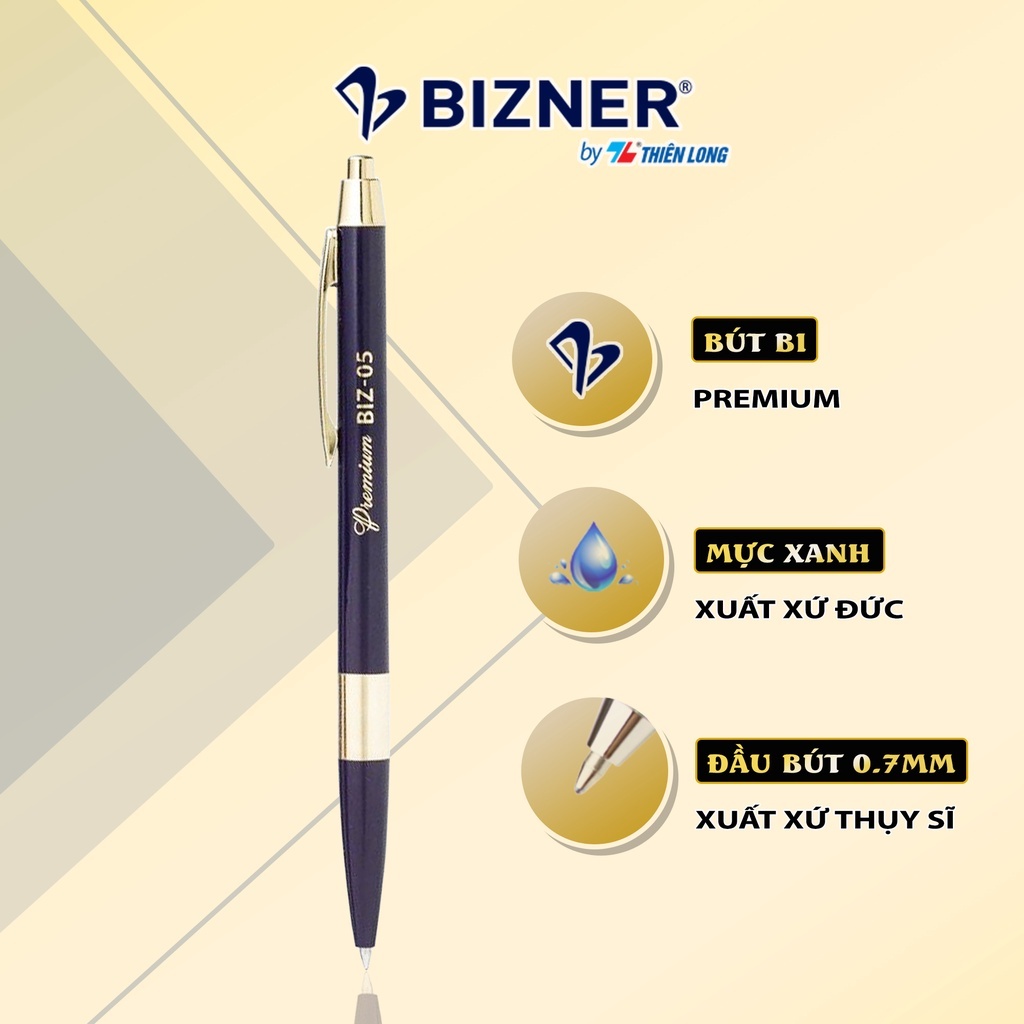 BIZNER®
by TL® THIÊN LONG
Premium BIZ-05
BÚT BI
PREMIUM
MỰC XANH
XUẤT XỨ ĐỨC
ĐẦU BÚT 0.7MM
XUẤT XỨ THỤY SĨ